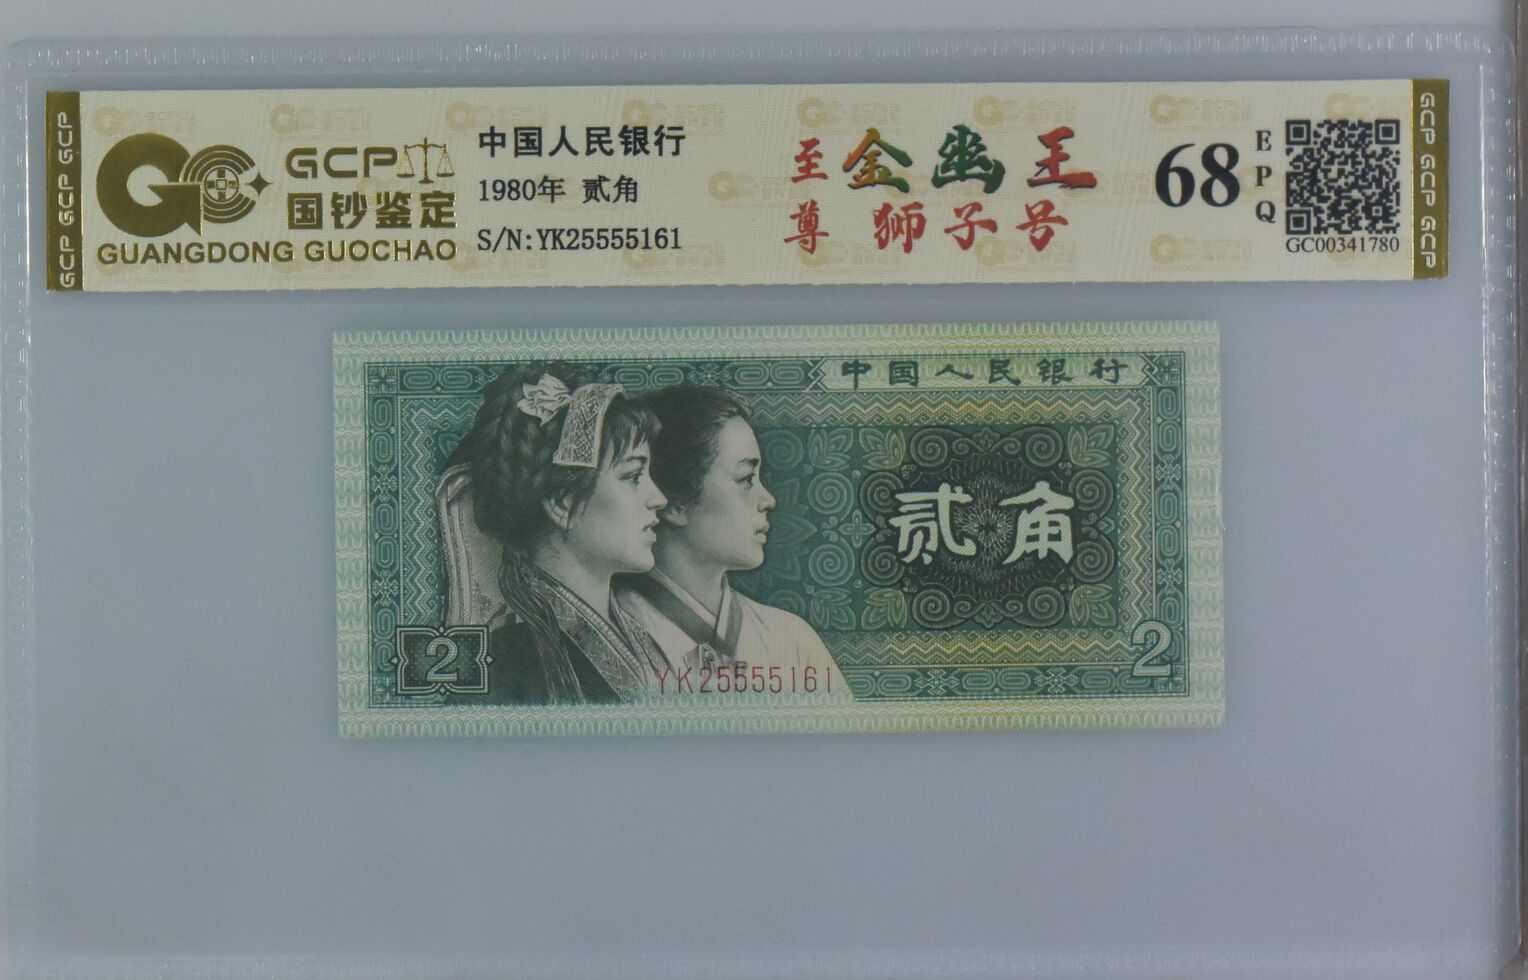 GCP GCP GCP
GCP
国钞鉴定
GUANGDONG GUOCHAO
中国人民银行
1980年 贰角
S/N:YK25555161
至尊
金幽王
狮子号
68
EPQ
GC00341780
GCP GCP GCP
中国人民银行
贰角
2
2
YK25555161